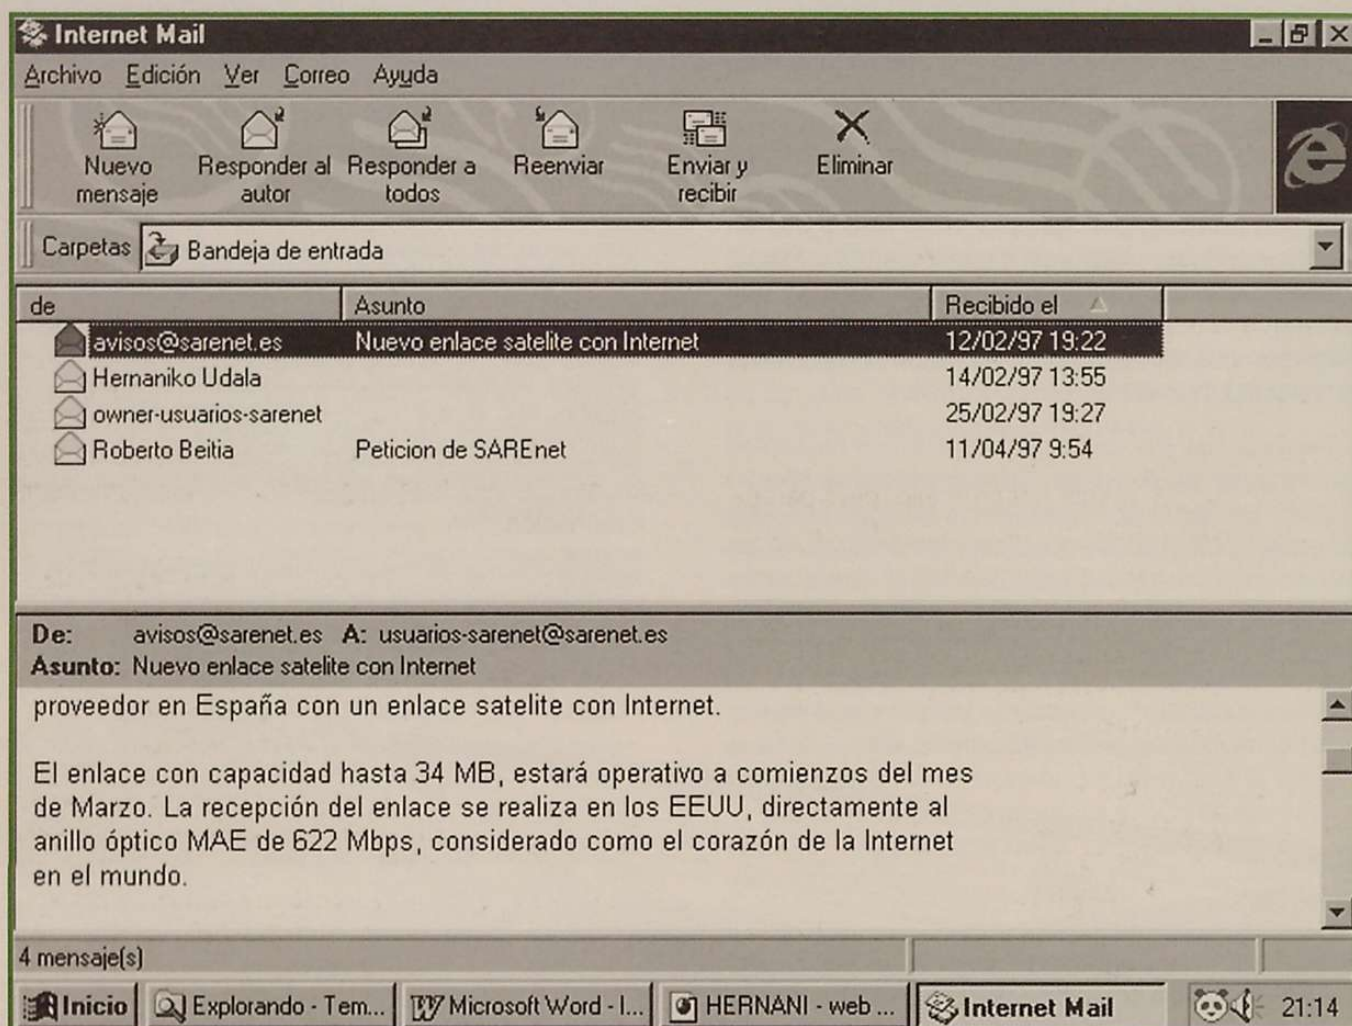 Internet Mail
Archivo Edición Ver Correo Ayuda
Nuevo mensaje
Responder al autor
Responder a todos
Reenviar
Enviar y recibir
Eliminar
Carpetas Bandeja de entrada
de Asunto Recibido el
avisos@sarenet.es Nuevo enlace satelite con Internet 12/02/97 19:22
Hernaniko Udala 14/02/97 13:55
owner-usuarios-sarenet 25/02/97 19:27
Roberto Beitia Peticion de SAREnet 11/04/97 9:54
De: avisos@sarenet.es A: usuarios-sarenet@sarenet.es
Asunto: Nuevo enlace satelite con Internet
proveedor en España con un enlace satelite con Internet.
El enlace con capacidad hasta 34 MB, estará operativo a comienzos del mes
de Marzo. La recepción del enlace se realiza en los EEUU, directamente al
anillo óptico MAE de 622 Mbps, considerado como el corazón de la Internet
en el mundo.
4 mensaje(s)
Inicio Explorando - Tem... Microsoft Word - I... HERNANI - web ... Internet Mail 21:14